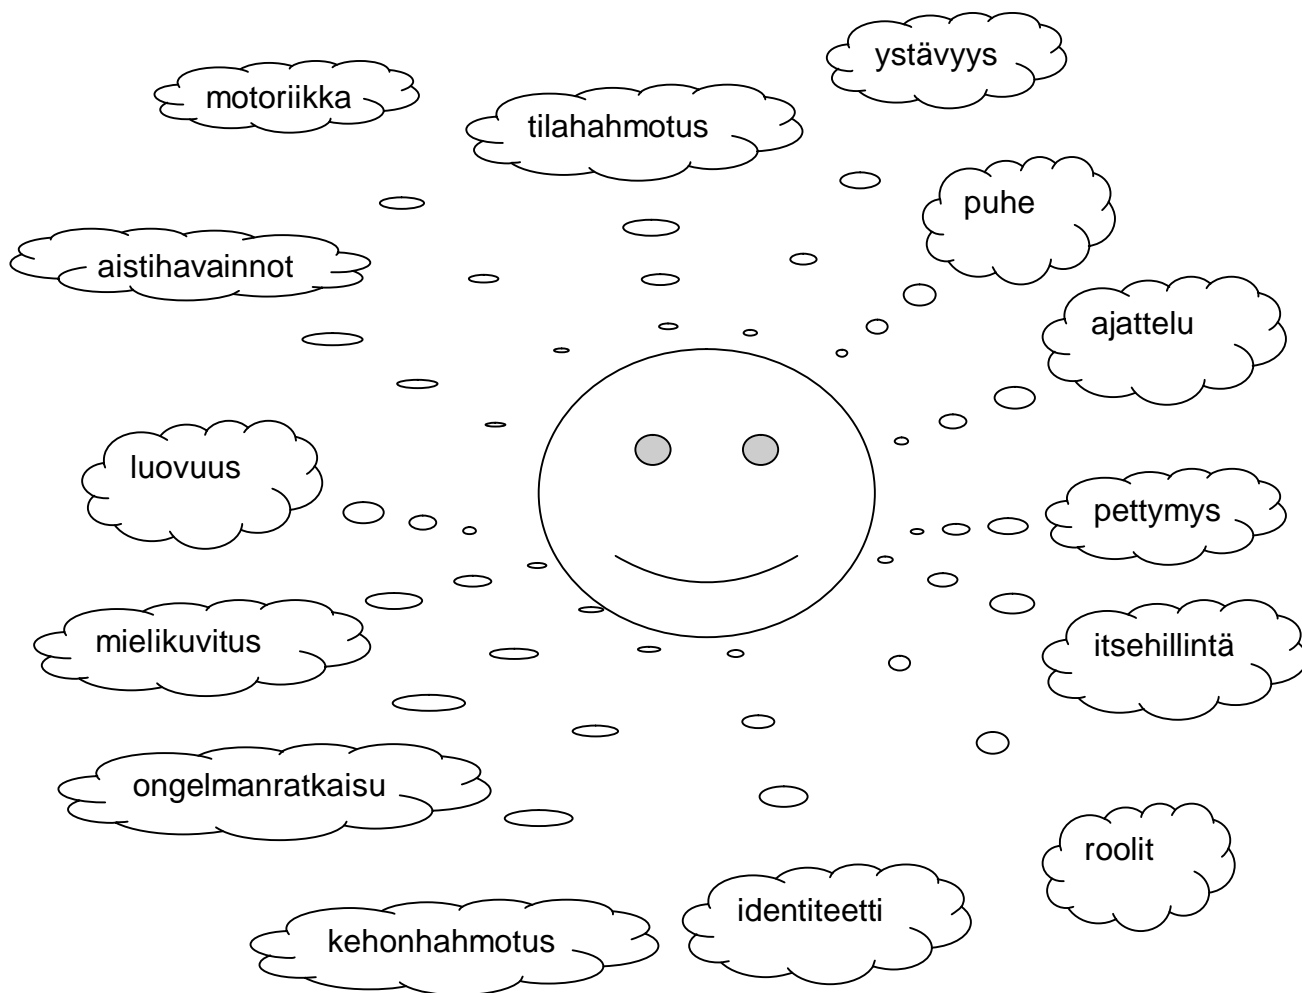 ystävyys
motoriikka
tilahahmotus
puhe
aistihavainnot
ajattelu
luovuus
pettymys
mielikuvitus
itsehillintä
ongelmanratkaisu
roolit
identiteetti
kehonhahmotus